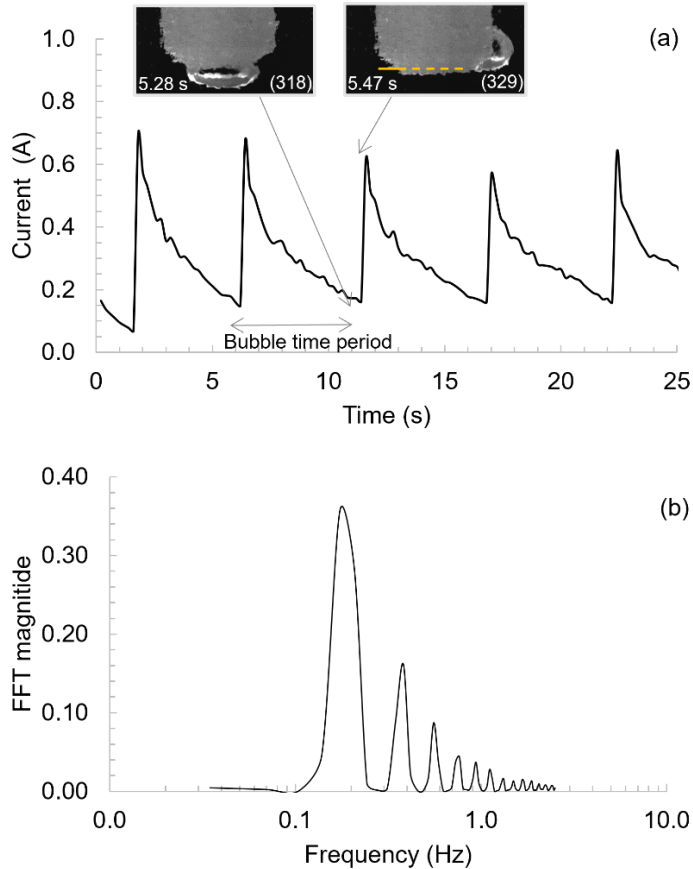 (a)
5.28 s (318)
5.47 s (329)
1.0
0.8
0.6
0.4
0.2
0.0
Current (A)
Bubble time period
0 5 10 15 20 25
Time (s)
(b)
0.40
0.30
0.20
0.10
0.00
FFT magnitide
0.0 0.1 1.0 10.0
Frequency (Hz)